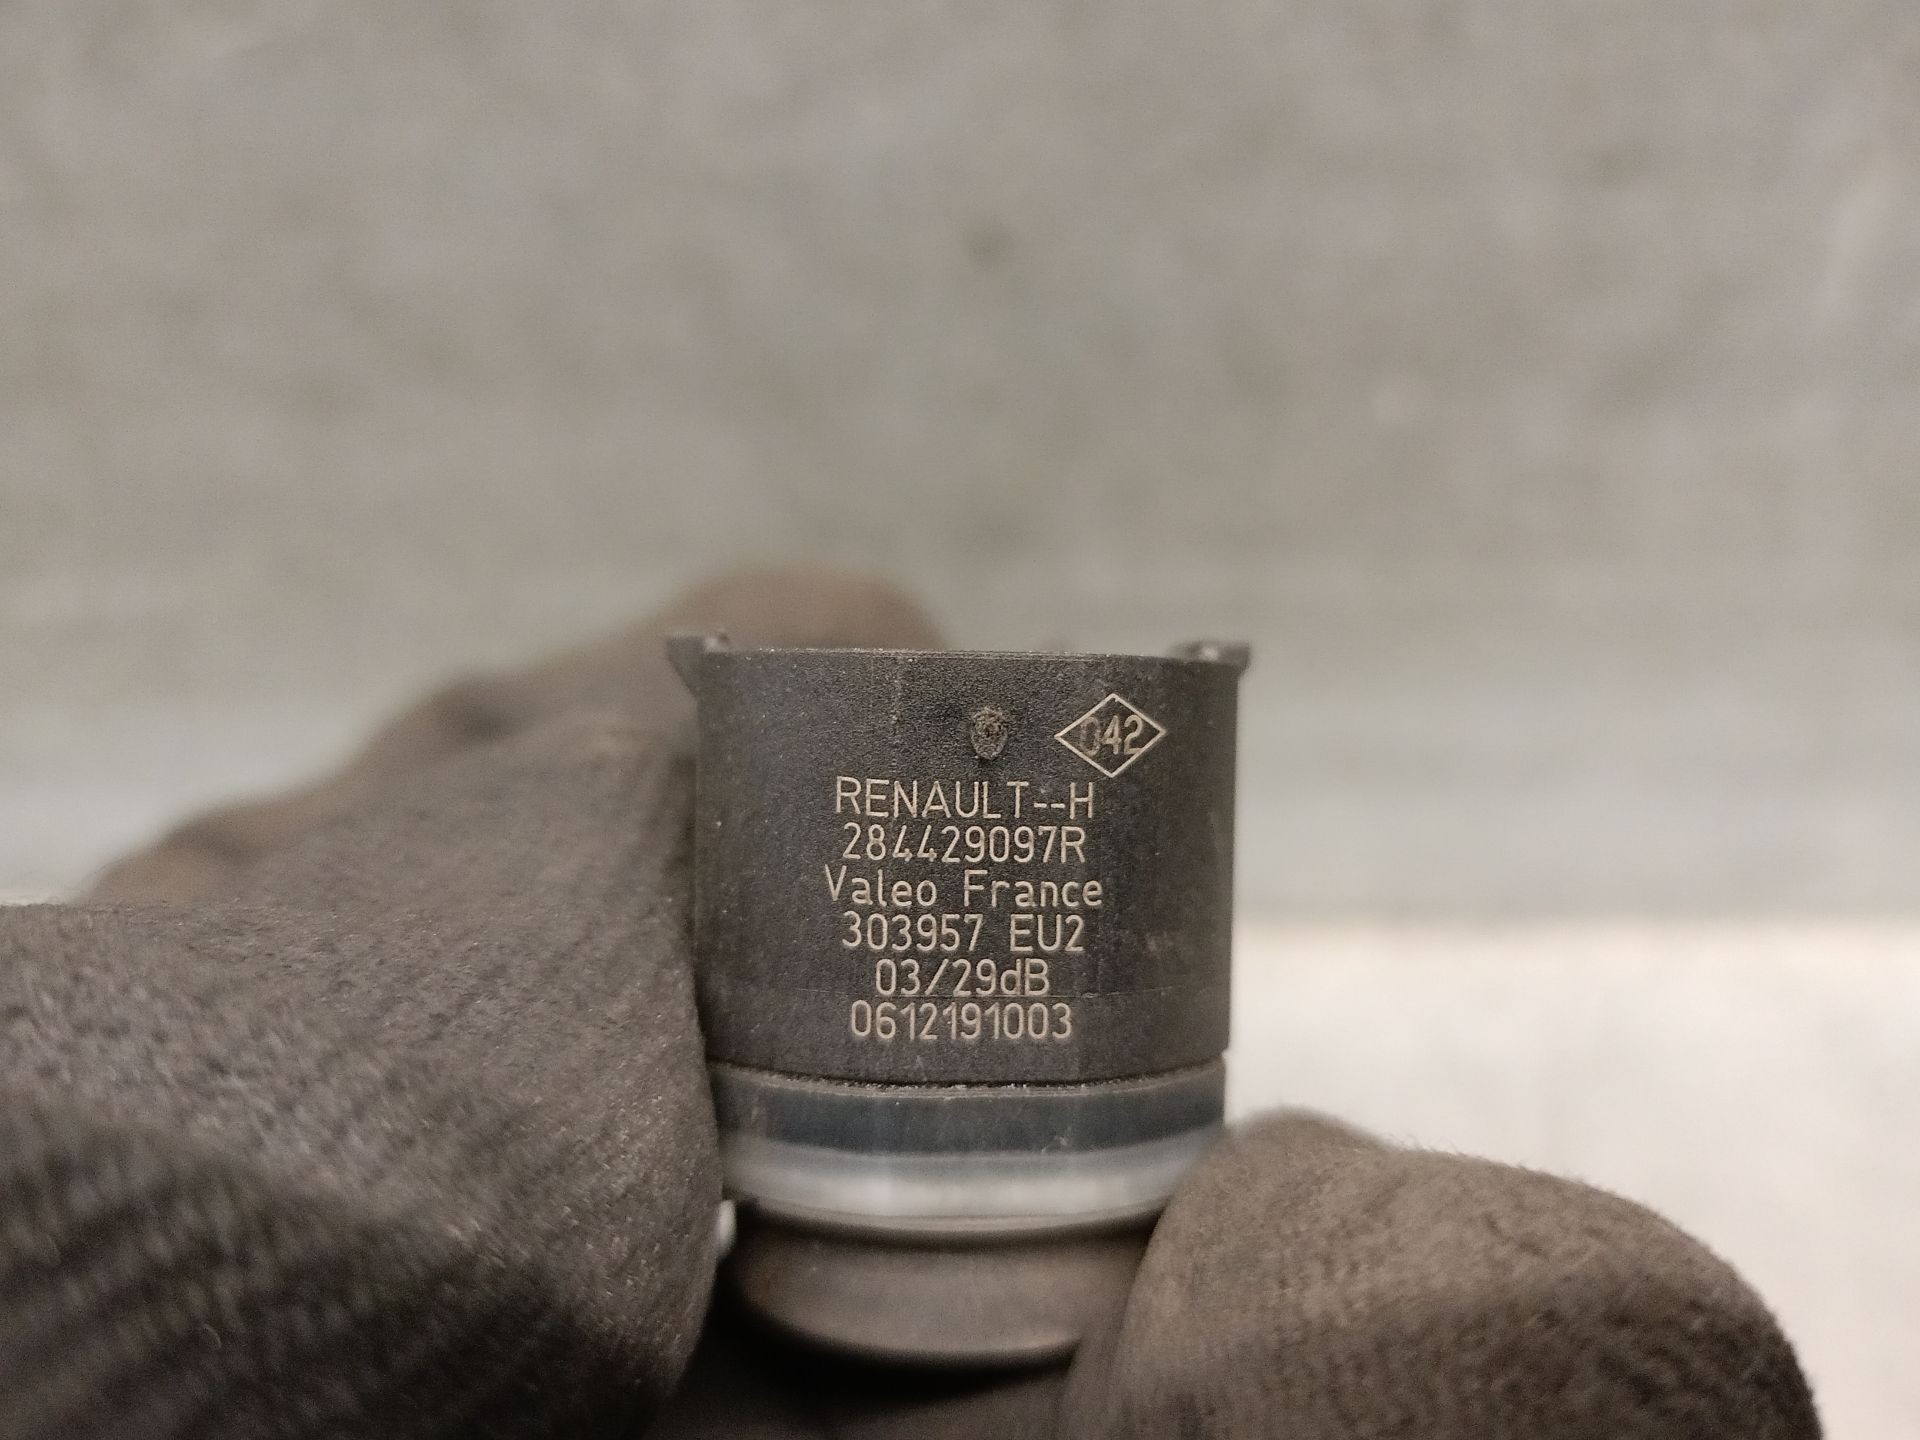 042
RENAULT--H
284429097R
Valeo France
303957 EU2
03/29dB
0612191003